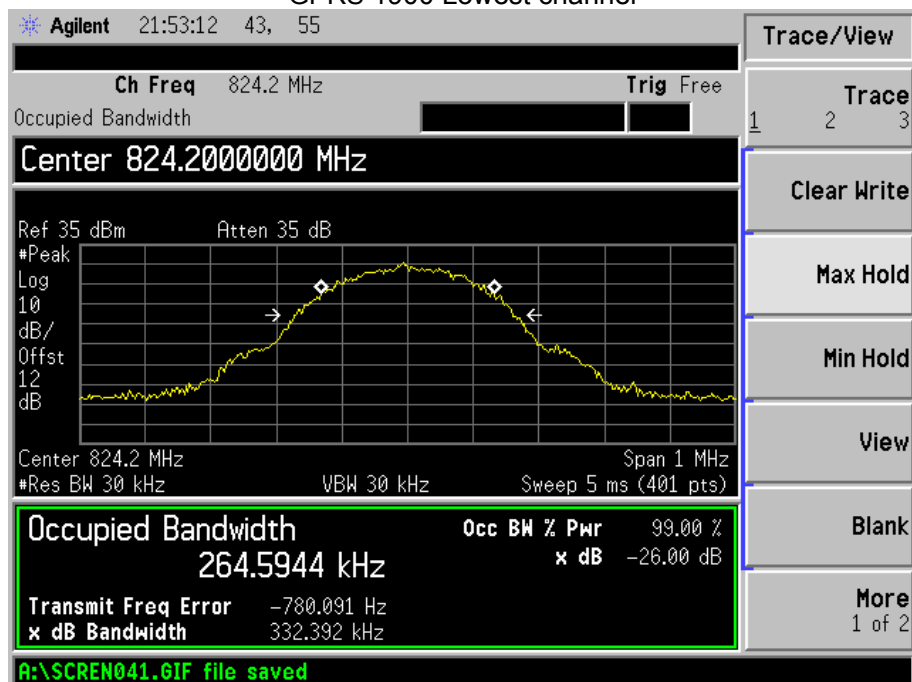 Agilent 21:53:12 43, 55
Trace/View
Ch Freq 824.2 MHz Trig Free
Occupied Bandwidth
Trace
1 2 3
Center 824.2000000 MHz
Clear Write
Ref 35 dBm Atten 35 dB
#Peak
Log
10
dB/
Offst
12
dB
Max Hold
Min Hold
View
Center 824.2 MHz Span 1 MHz
#Res BW 30 kHz VBW 30 kHz Sweep 5 ms (401 pts)
Occupied Bandwidth Occ BW % Pwr 99.00 %
264.5944 kHz x dB -26.00 dB
Blank
Transmit Freq Error -780.091 Hz
x dB Bandwidth 332.392 kHz
More
1 of 2
A:\SCREN041.GIF file saved